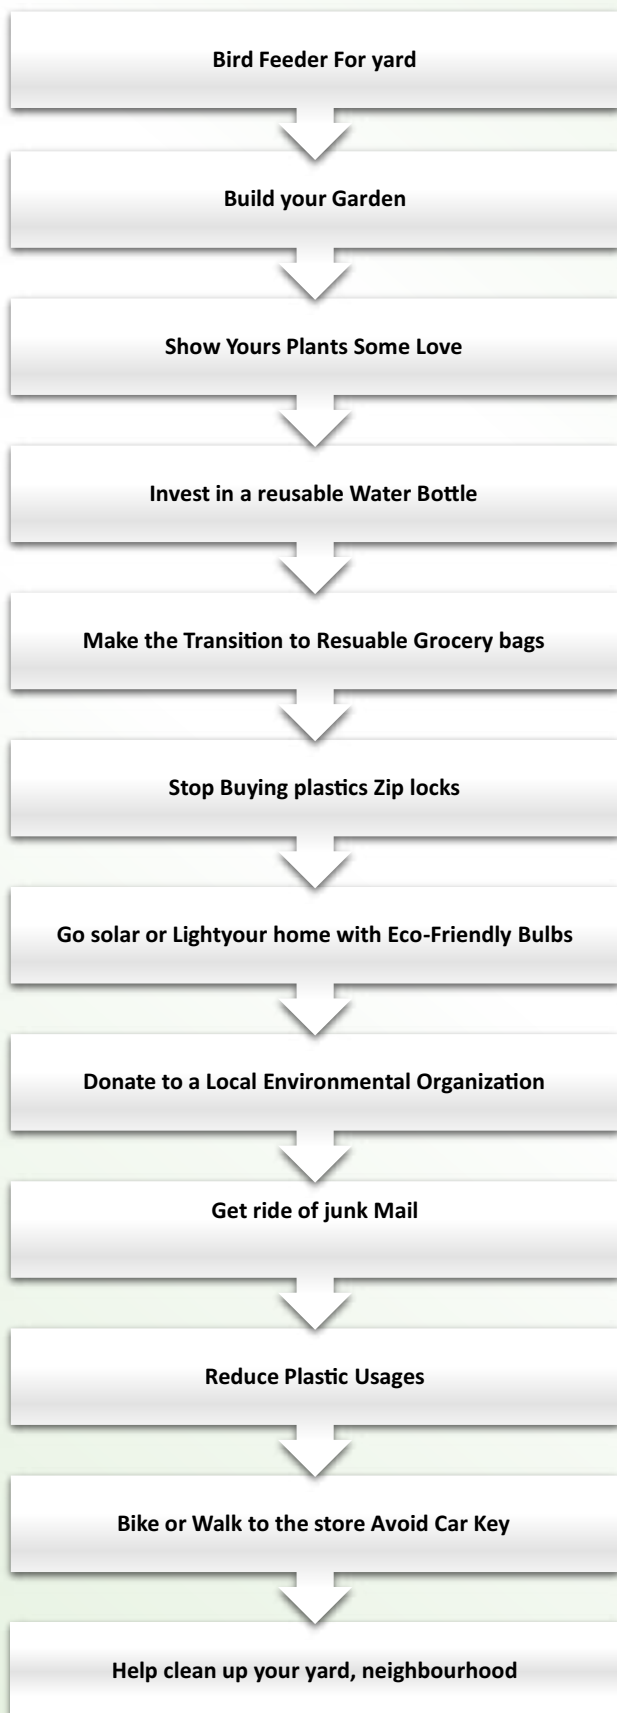 Bird Feeder For yard
Build your Garden
Show Yours Plants Some Love
Invest in a reusable Water Bottle
Make the Transition to Resuable Grocery bags
Stop Buying plastics Zip locks
Go solar or Lightyour home with Eco-Friendly Bulbs
Donate to a Local Environmental Organization
Get ride of junk Mail
Reduce Plastic Usages
Bike or Walk to the store Avoid Car Key
Help clean up your yard, neighbourhood